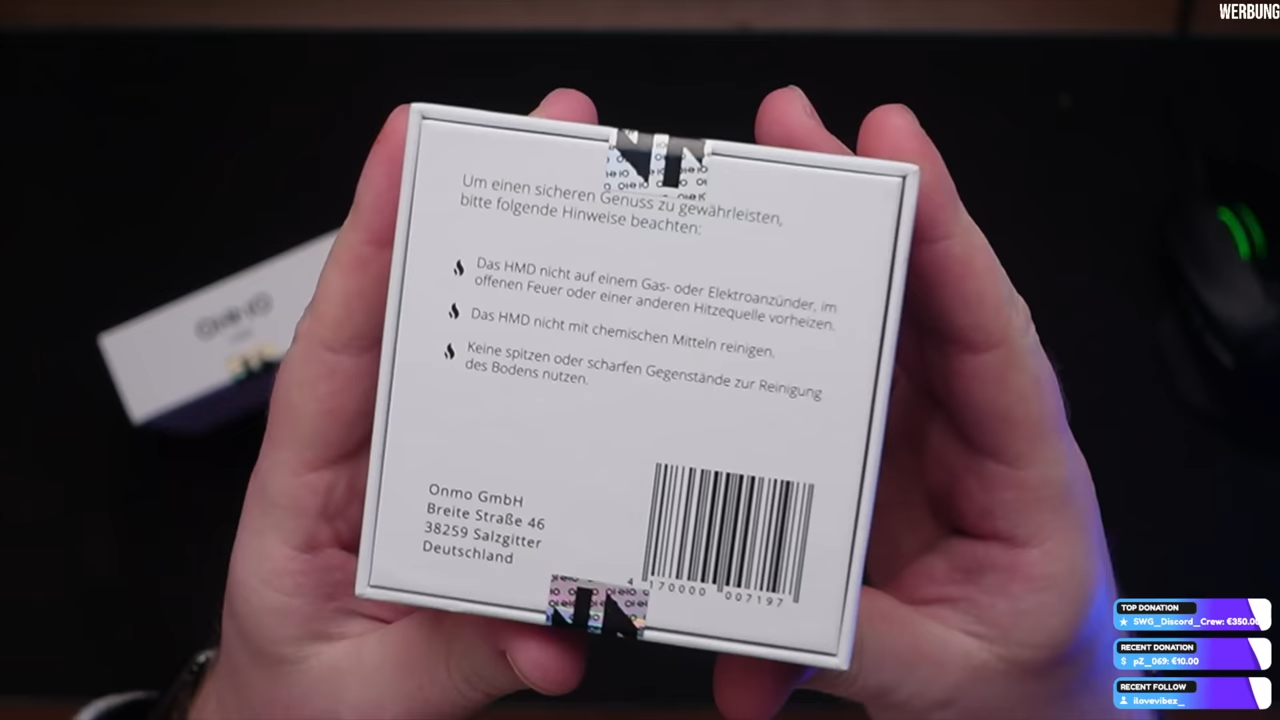 WERBUNG
Um einen sicheren Genuss zu gewährleisten,
bitte folgende Hinweise beachten:
Das HMD nicht auf einem Gas- oder Elektroanzünder, im
offenen Feuer oder einer anderen Hitzequelle vorheizen.
Das HMD nicht mit chemischen Mitteln reinigen.
Keine spitzen oder scharfen Gegenstände zur Reinigung
des Bodens nutzen.
Onmo GmbH
Breite Straße 46
38259 Salzgitter
Deutschland
4 170000 007197
TOP DONATION
SWG_Discord_Crew: €350.00
RECENT DONATION
$ pZ_069: €10.00
RECENT FOLLOW
ilovevibez_